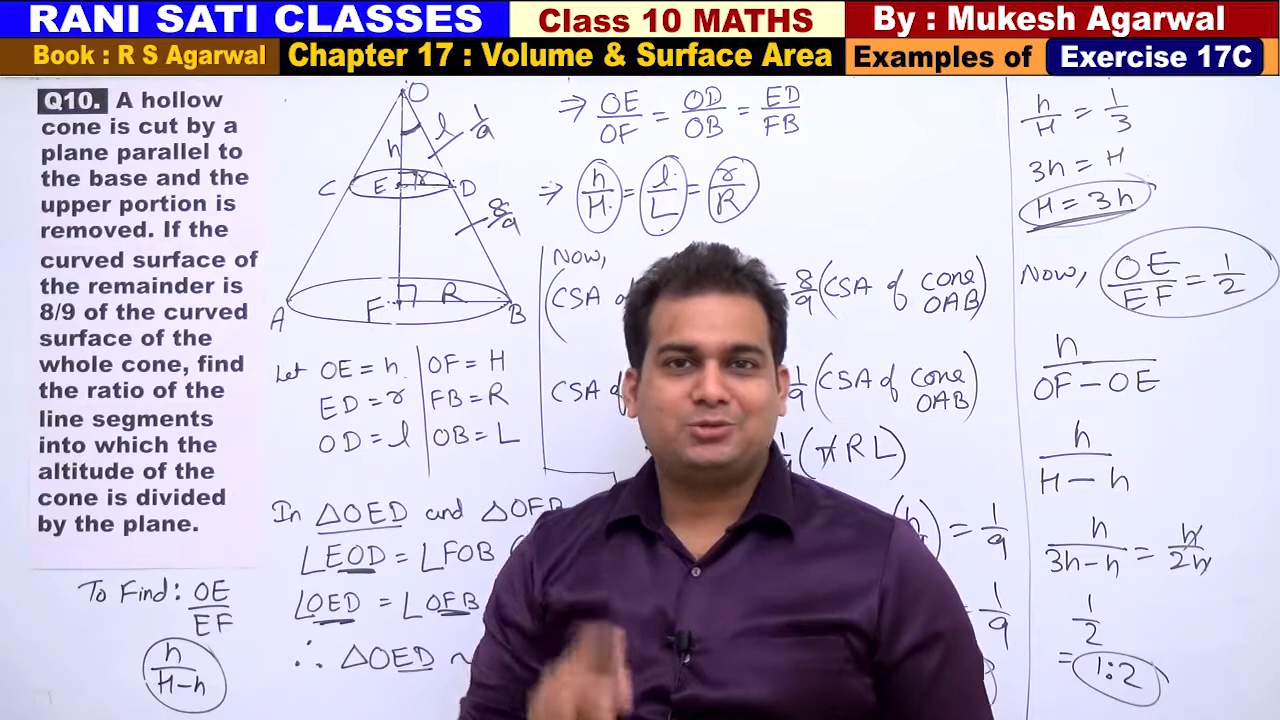 RANI SATI CLASSES
Class 10 MATHS
By : Mukesh Agarwal
Book : R S Agarwal
Chapter 17 : Volume & Surface Area
Examples of
Exercise 17C
Q10. A hollow
cone is cut by a
plane parallel to
the base and the
upper portion is
removed. If the
curved surface of
the remainder is
8/9 of the curved
surface of the
whole cone, find
the ratio of the
line segments
into which the
altitude of the
cone is divided
by the plane.
To Find: OE/EF
h/H-h
O
l 1/9
h
C E r D
8/9
A F R B
Let OE = h | OF = H
ED = r | FB = R
OD = l | OB = L
In △OED and △OFB
∠EOD = ∠FOB
∠OED = ∠OFB
∴ △OED ~
⇒ OE/OF = OD/OB = ED/FB
⇒ h/H = l/L = r/R
Now,
(CSA = 8/9 (CSA of cone OAB)
CSA 1/9 (CSA of cone OAB)
(πRL)
= 1/9
1/9
h/H = 1/3
3h = H
H = 3h
Now, OE/EF = 1/2
h/OF-OE
h/H-h
h/3h-h = h/2h
1/2
= 1:2